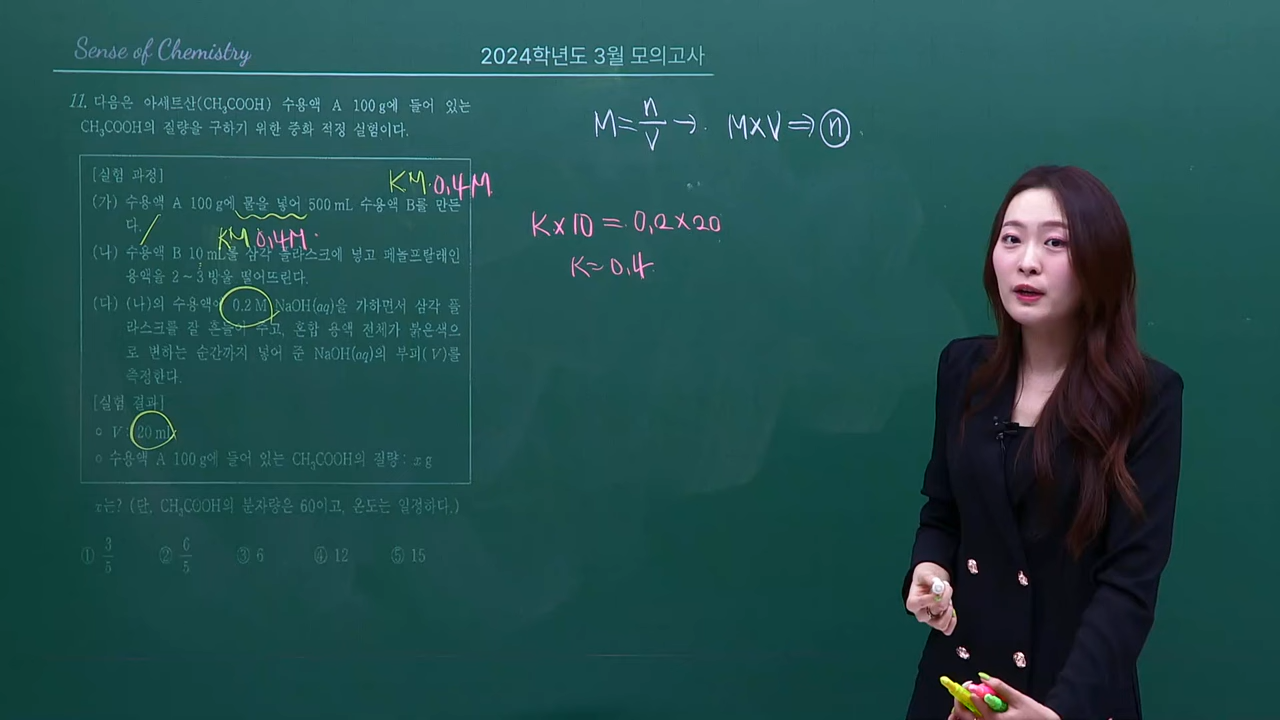 Sense of Chemistry
2024학년도 3월 모의고사
11. 다음은 아세트산(CH₃COOH) 수용액 A 100 g에 들어 있는
CH₃COOH의 질량을 구하기 위한 중화 적정 실험이다.
[실험 과정]
KM 0.4M
(가) 수용액 A 100 g에 물을 넣어 500 mL 수용액 B를 만든
다.
KM 0.4M
(나) 수용액 B 10 mL를 삼각 플라스크에 넣고 페놀프탈레인
용액을 2~3방울 떨어뜨린다.
(다) (나)의 수용액에 0.2 M NaOH(aq)을 가하면서 삼각 플
라스크를 잘 흔들어 주고, 혼합 용액 전체가 붉은색으
로 변하는 순간까지 넣어 준 NaOH(aq)의 부피(V)를
측정한다.
[실험 결과]
○ V: 20 mL
○ 수용액 A 100 g에 들어 있는 CH₃COOH의 질량: x g
x는? (단, CH₃COOH의 분자량은 60이고, 온도는 일정하다.)
① 3/5 ② 6/5 ③ 6 ④ 12 ⑤ 15
M=n/V → M×V ⇒ n
K×10 = 0.2×20
K=0.4